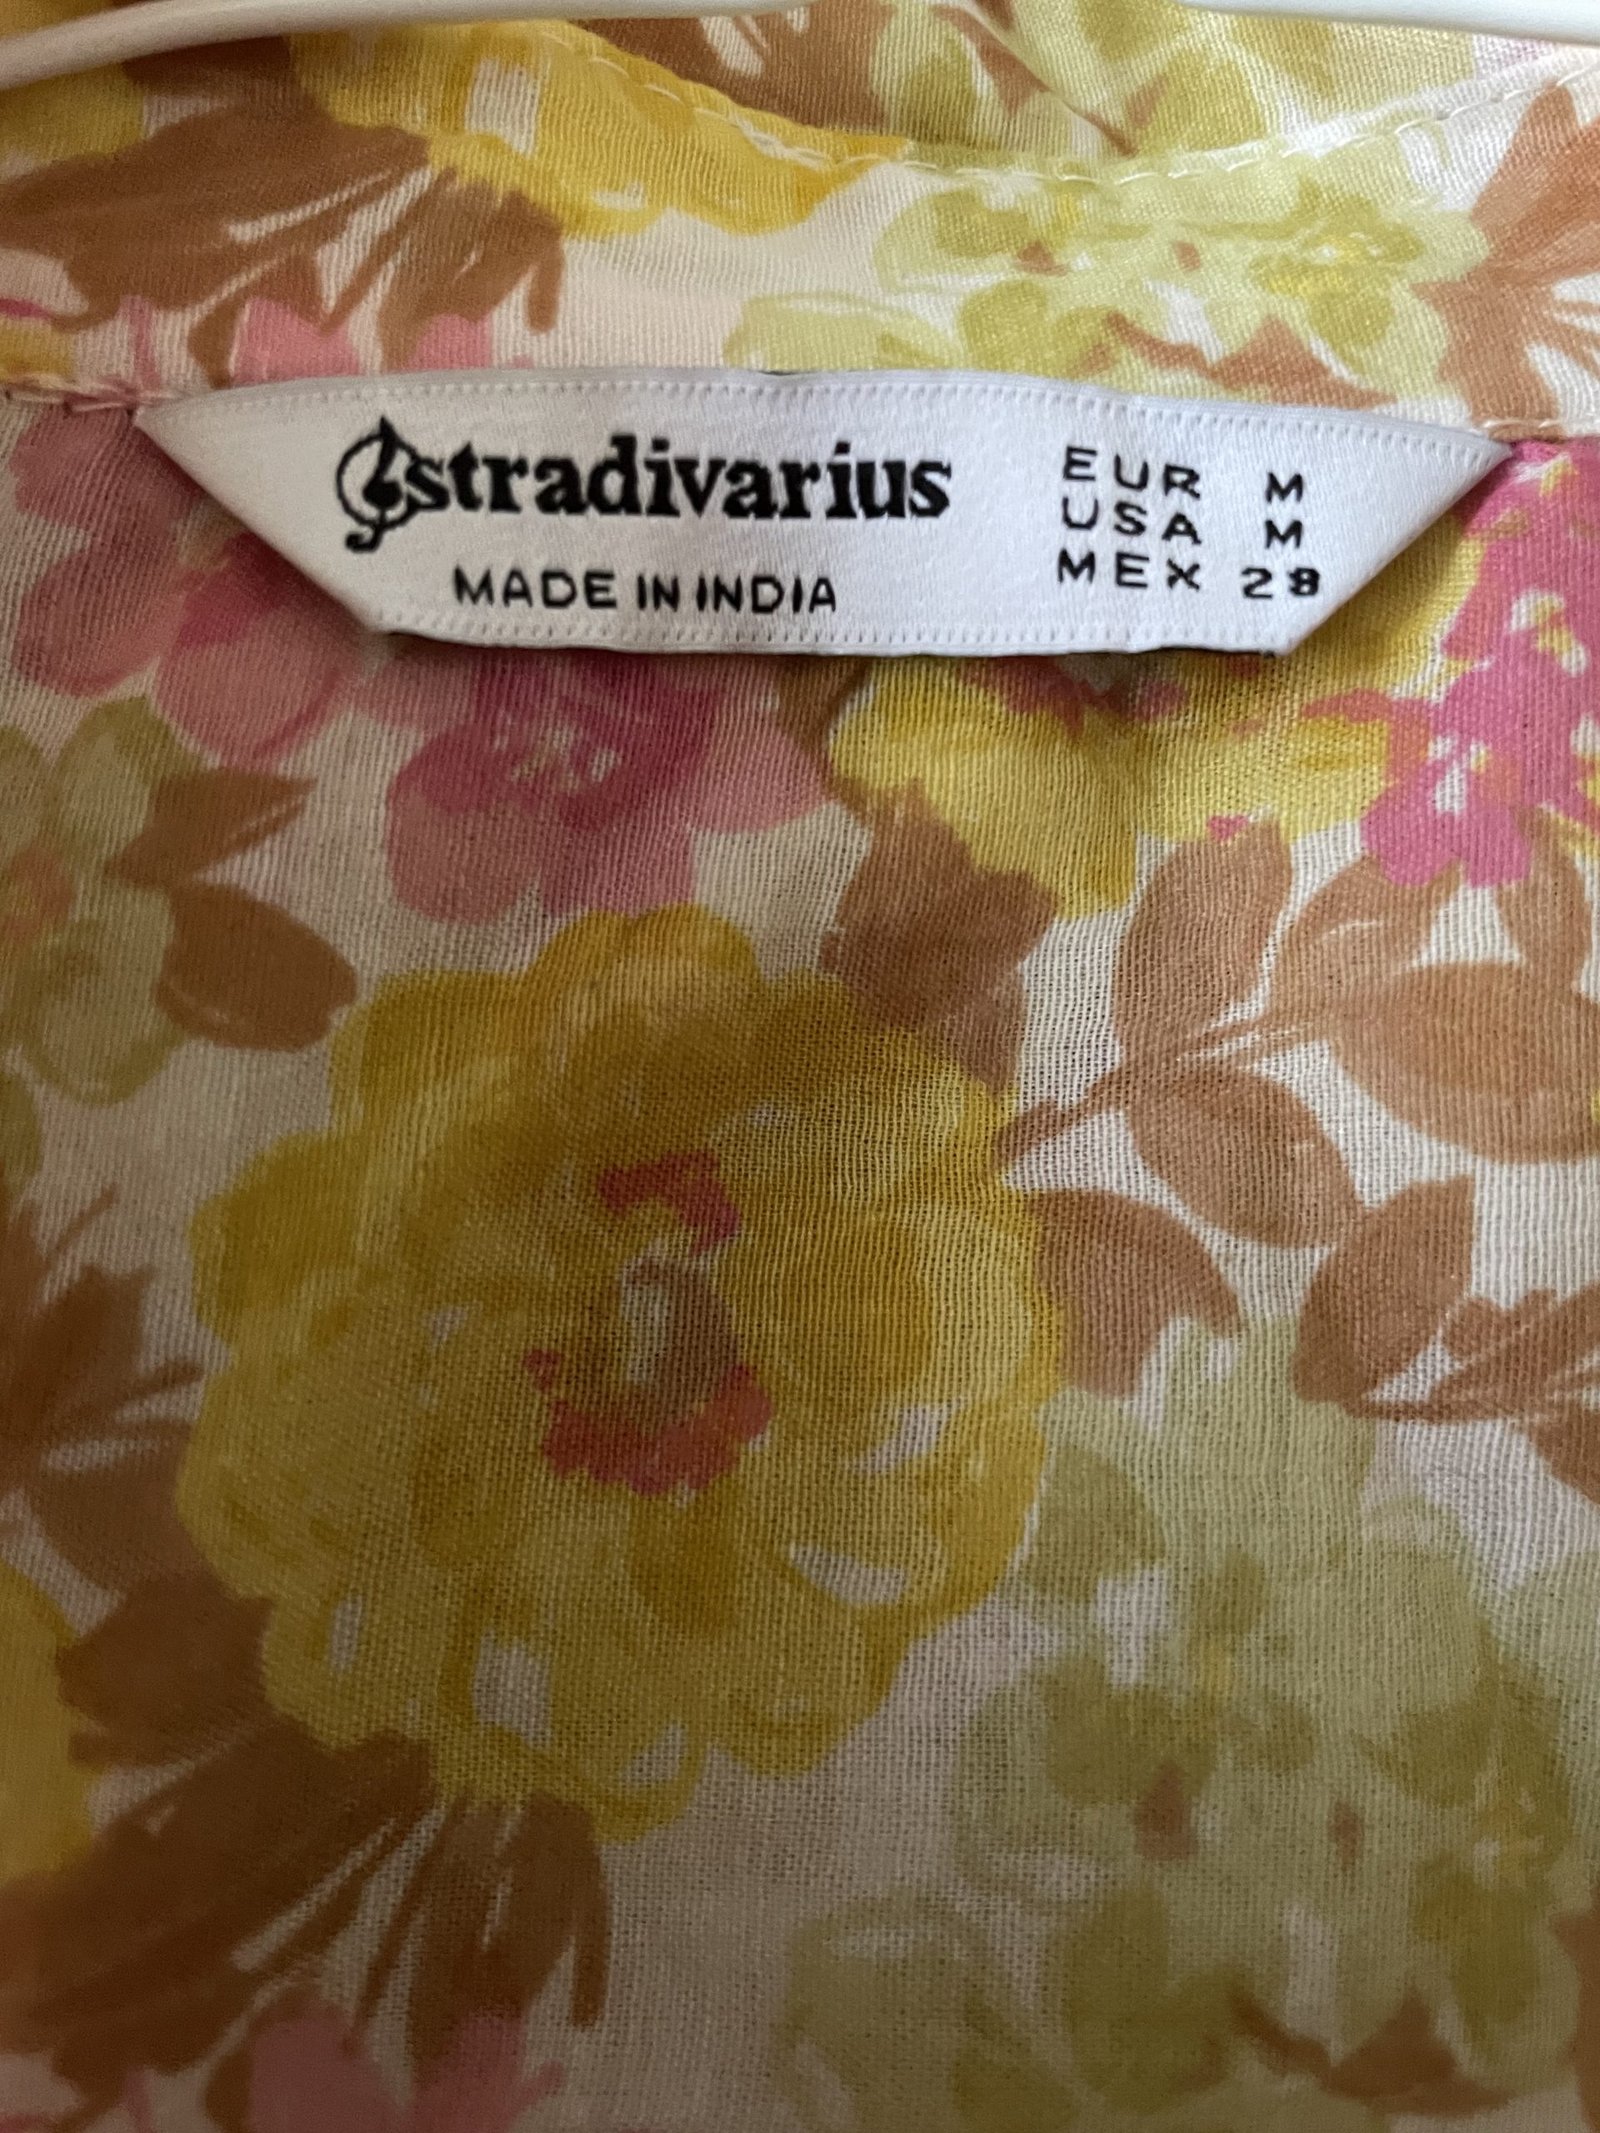 stradivarius
MADE IN INDIA
EUR M
USA M
MEX 28